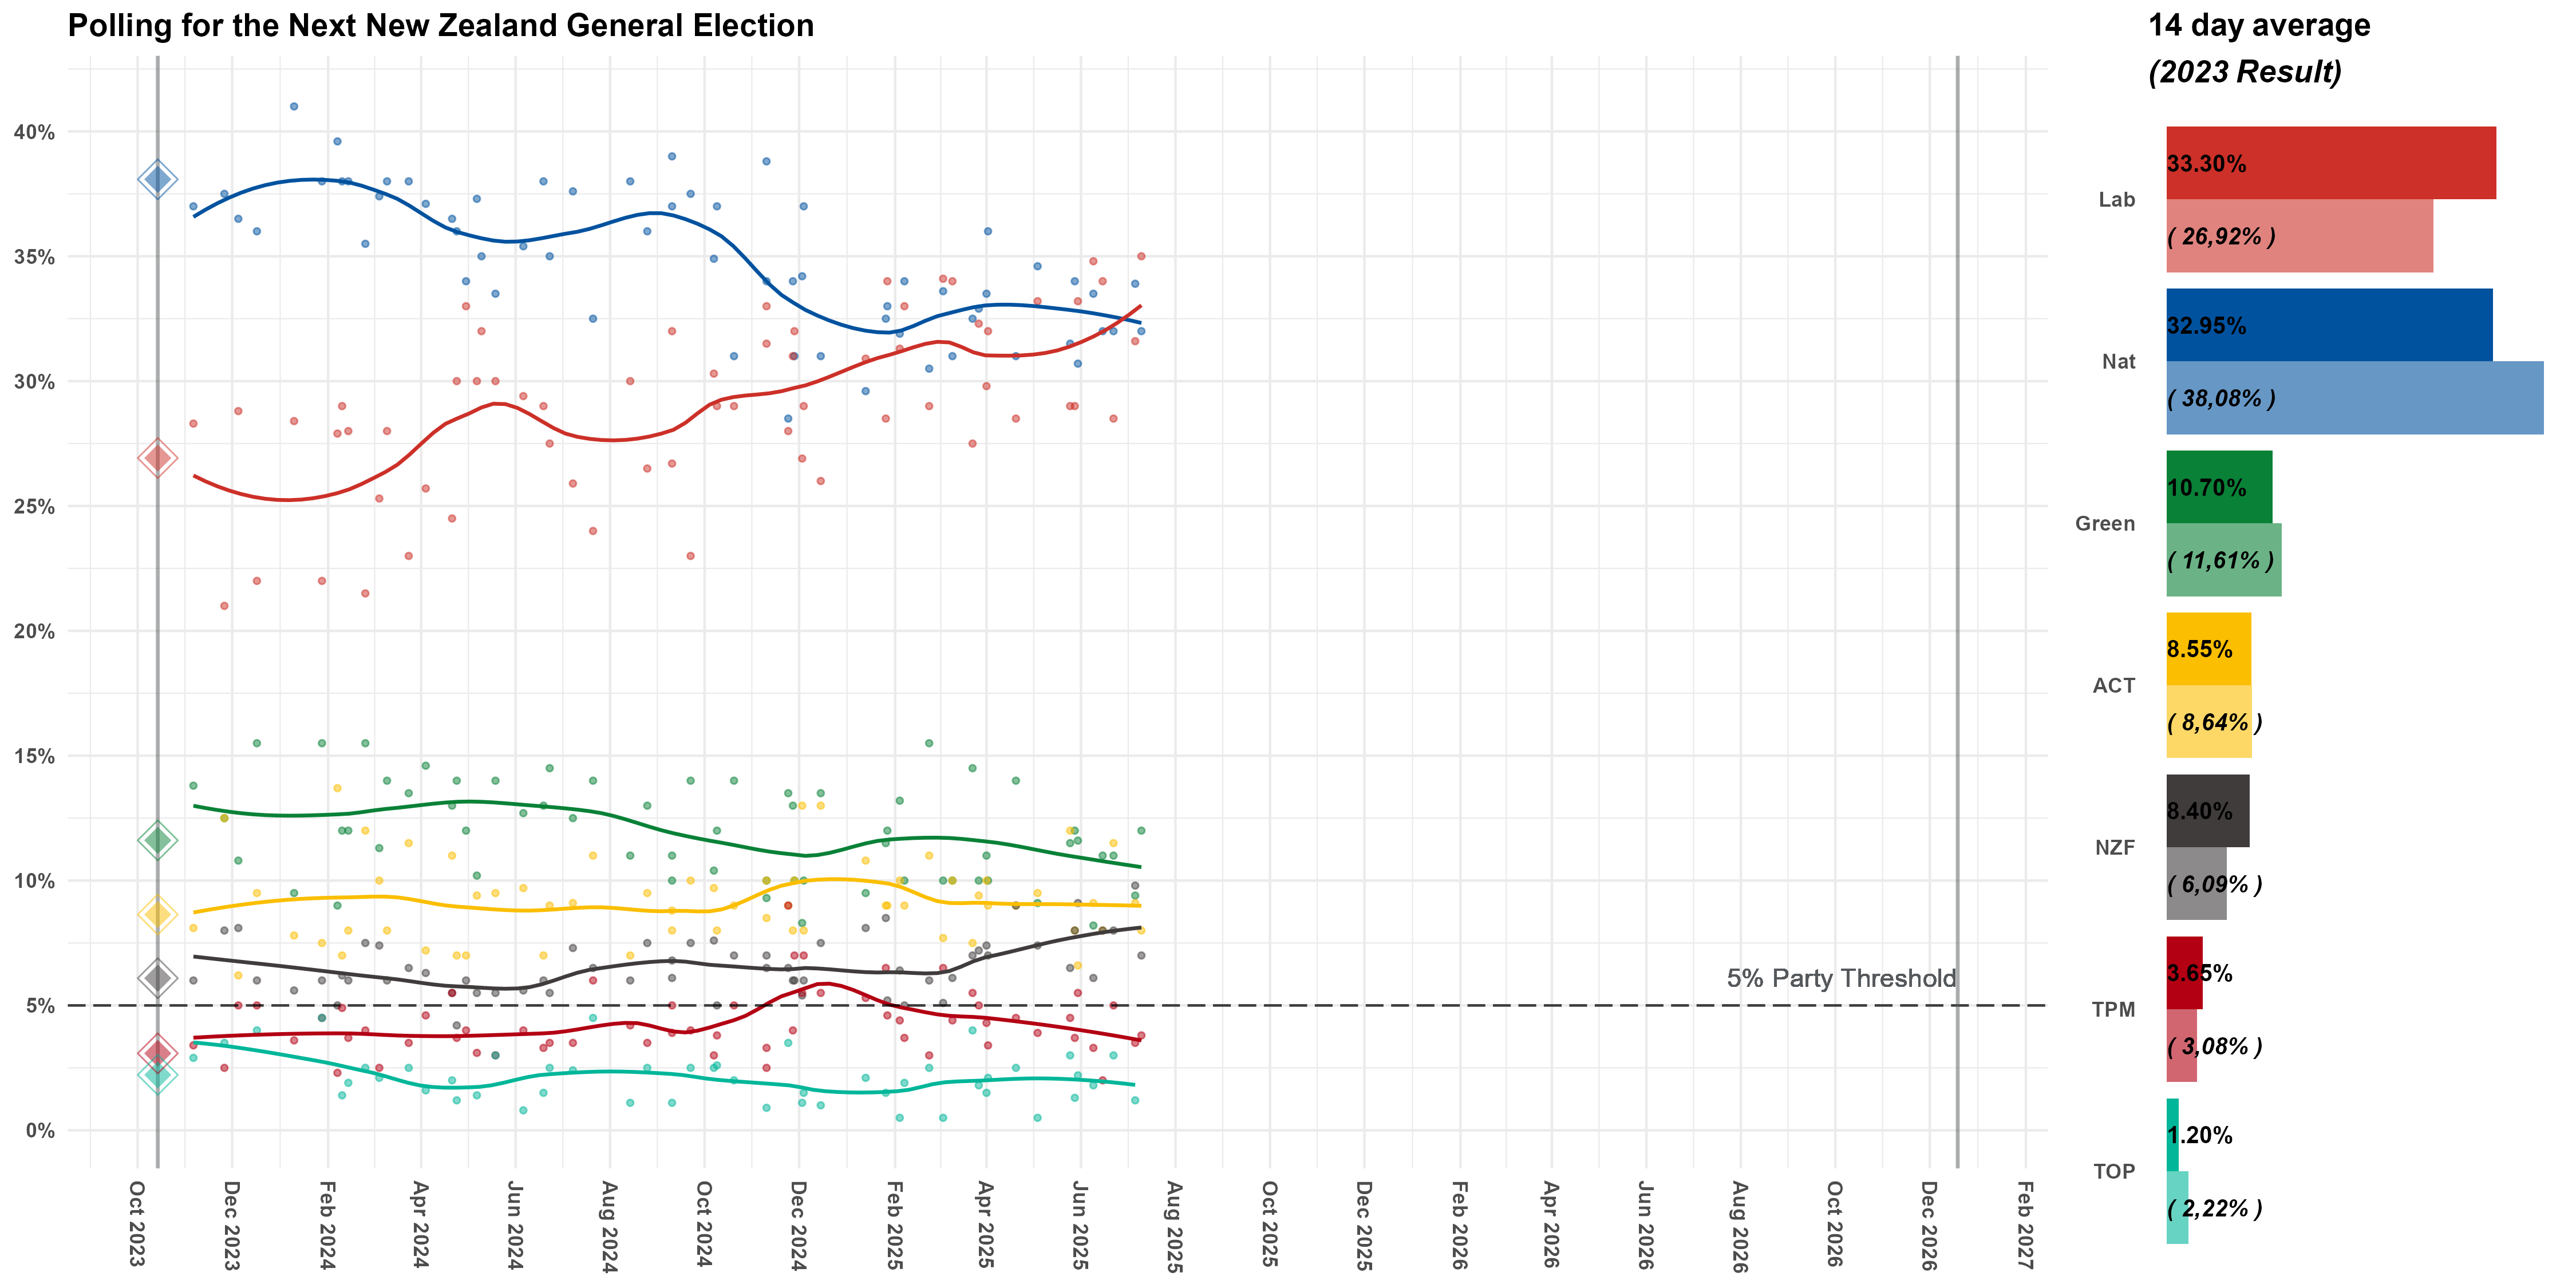 Polling for the Next New Zealand General Election
40%
35%
30%
25%
20%
15%
10%
5%
0%
5% Party Threshold
Oct 2023
Dec 2023
Feb 2024
Apr 2024
Jun 2024
Aug 2024
Oct 2024
Dec 2024
Feb 2025
Apr 2025
Jun 2025
Aug 2025
Oct 2025
Dec 2025
Feb 2026
Apr 2026
Jun 2026
Aug 2026
Oct 2026
Dec 2026
Feb 2027
14 day average
(2023 Result)
Lab
33.30%
( 26,92% )
Nat
32.95%
( 38,08% )
Green
10.70%
( 11,61% )
ACT
8.55%
( 8,64% )
NZF
8.40%
( 6,09% )
TPM
3.65%
( 3,08% )
TOP
1.20%
( 2,22% )